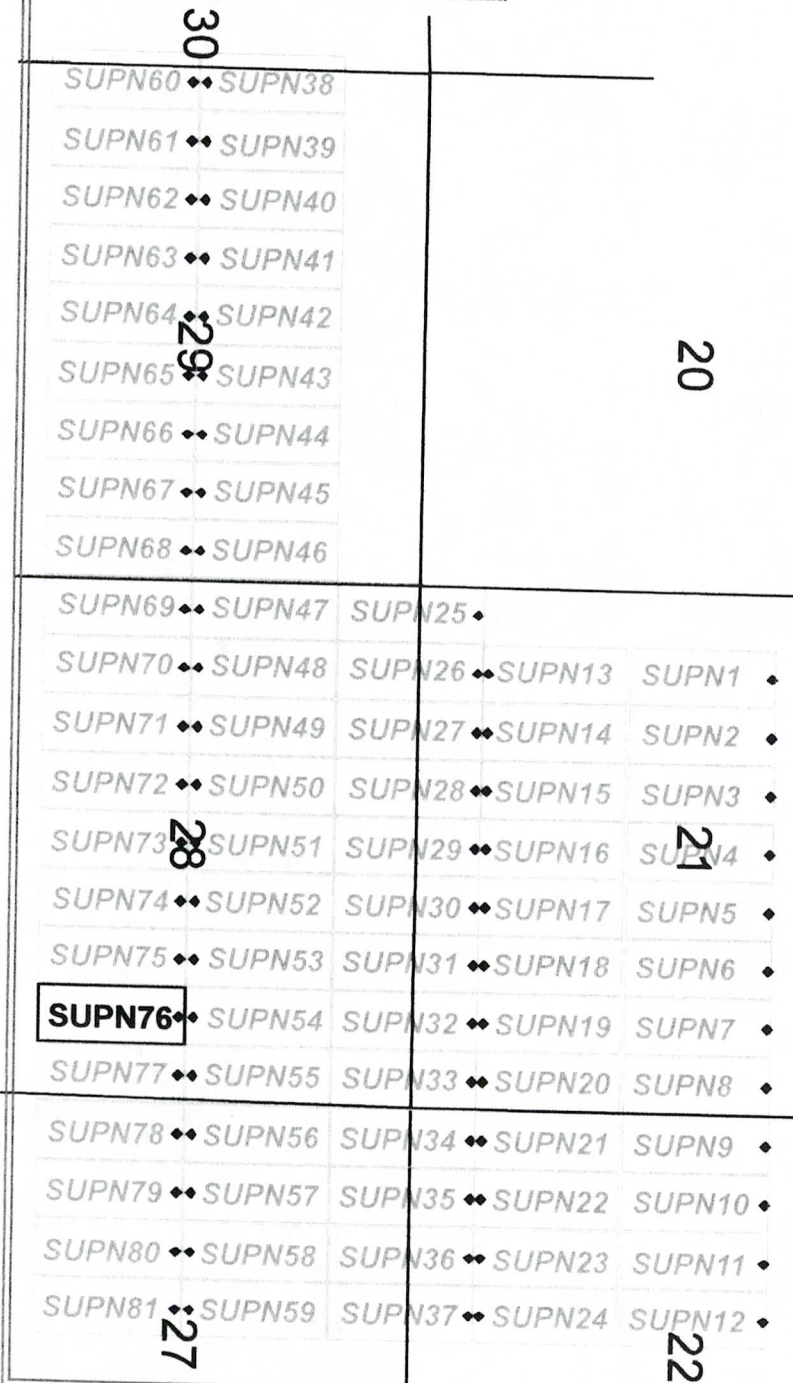 30
SUPN60 SUPN38
SUPN61 SUPN39
SUPN62 SUPN40
SUPN63 SUPN41
SUPN64 SUPN42
29
20
SUPN65 SUPN43
SUPN66 SUPN44
SUPN67 SUPN45
SUPN68 SUPN46
SUPN69 SUPN47 SUPN25
SUPN70 SUPN48 SUPN26 SUPN13 SUPN1
SUPN71 SUPN49 SUPN27 SUPN14 SUPN2
SUPN72 SUPN50 SUPN28 SUPN15 SUPN3
28
21
SUPN73 SUPN51 SUPN29 SUPN16 SUPN4
SUPN74 SUPN52 SUPN30 SUPN17 SUPN5
SUPN75 SUPN53 SUPN31 SUPN18 SUPN6
SUPN76 SUPN54 SUPN32 SUPN19 SUPN7
SUPN77 SUPN55 SUPN33 SUPN20 SUPN8
SUPN78 SUPN56 SUPN34 SUPN21 SUPN9
SUPN79 SUPN57 SUPN35 SUPN22 SUPN10
SUPN80 SUPN58 SUPN36 SUPN23 SUPN11
SUPN81 SUPN59 SUPN37 SUPN24 SUPN12
27
22